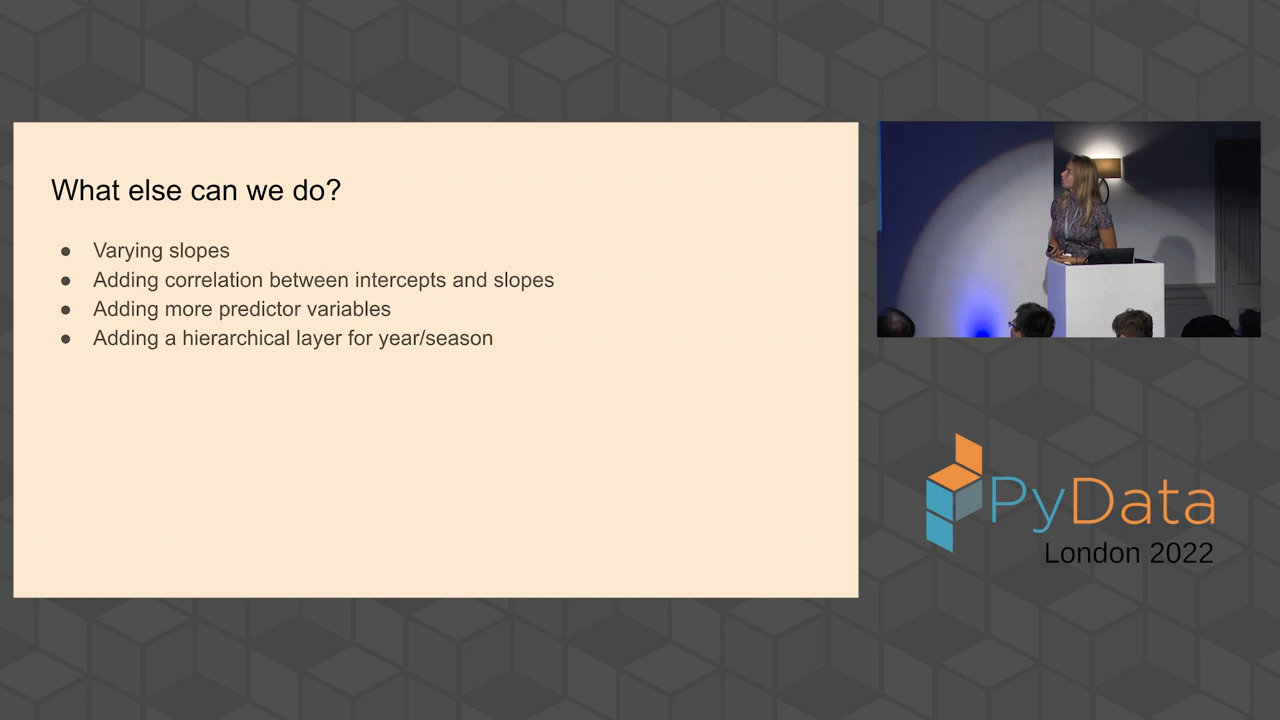 What else can we do?
● Varying slopes
● Adding correlation between intercepts and slopes
● Adding more predictor variables
● Adding a hierarchical layer for year/season
PyData
London 2022